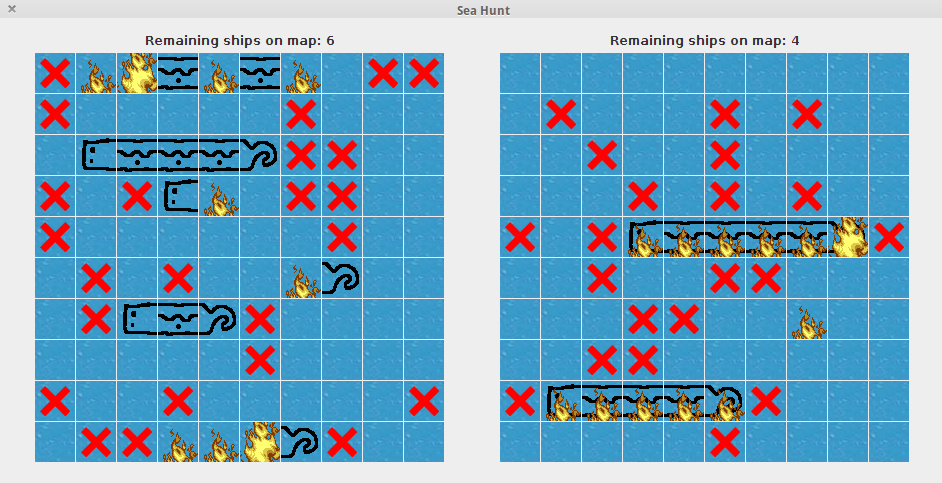 Sea Hunt
Remaining ships on map: 6
Remaining ships on map: 4